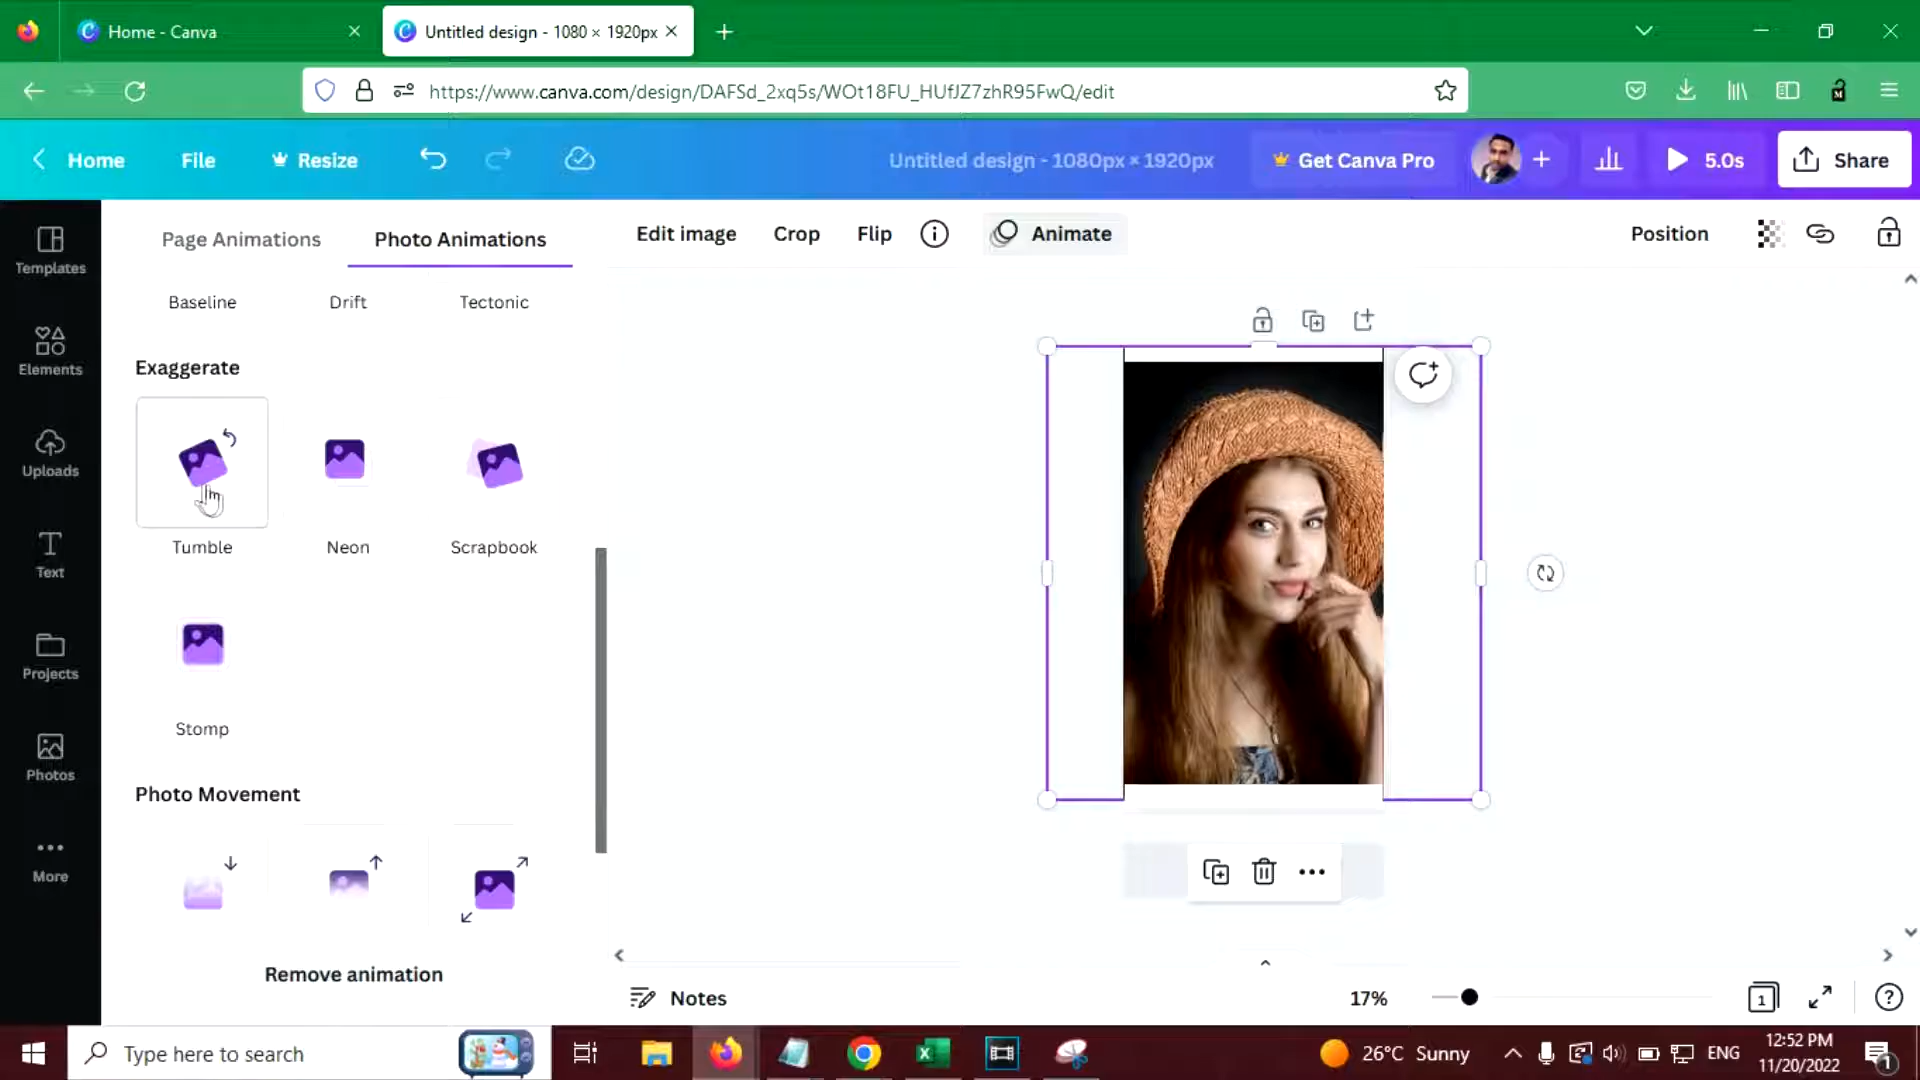 Home - Canva
Untitled design - 1080 × 1920px
https://www.canva.com/design/DAFSd_2xq5s/WOt18FU_HUfJZ7zhR95FwQ/edit
Home
File
Resize
Untitled design - 1080px × 1920px
Get Canva Pro
5.0s
Share
Templates
Elements
Uploads
Text
Projects
Photos
More
Page Animations
Photo Animations
Baseline
Drift
Tectonic
Exaggerate
Tumble
Neon
Scrapbook
Stomp
Photo Movement
Remove animation
Edit image
Crop
Flip
Animate
Position
Notes
17%
1
Type here to search
26°C Sunny
ENG
12:52 PM
11/20/2022
1